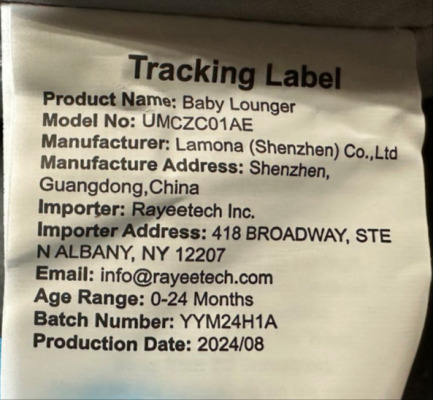 Tracking Label
Product Name: Baby Lounger
Model No: UMCZC01AE
Manufacturer: Lamona (Shenzhen) Co.,Ltd
Manufacture Address: Shenzhen,
Guangdong,China
Importer: Rayeetech Inc.
Importer Address: 418 BROADWAY, STE
N ALBANY, NY 12207
Email: info@rayeetech.com
Age Range: 0-24 Months
Batch Number: YYM24H1A
Production Date: 2024/08